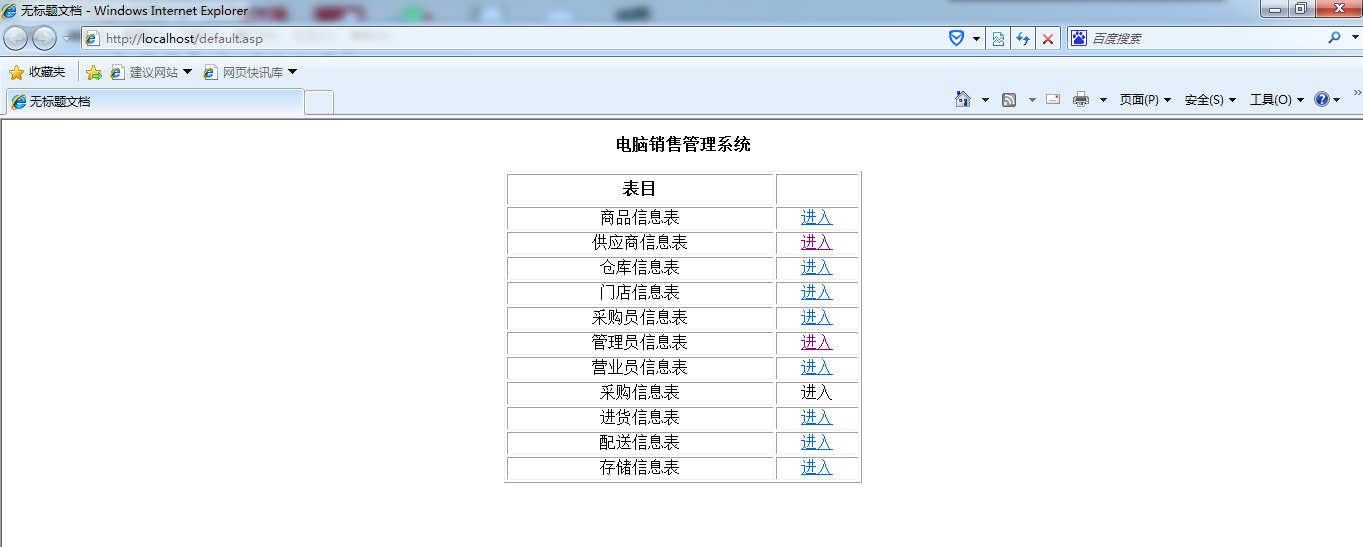 无标题文档 - Windows Internet Explorer
http://localhost/default.asp
百度搜索
收藏夹 建议网站 网页快讯库
无标题文档 页面(P) 安全(S) 工具(O)
电脑销售管理系统
表目
商品信息表 进入
供应商信息表 进入
仓库信息表 进入
门店信息表 进入
采购员信息表 进入
管理员信息表 进入
营业员信息表 进入
采购信息表 进入
进货信息表 进入
配送信息表 进入
存储信息表 进入